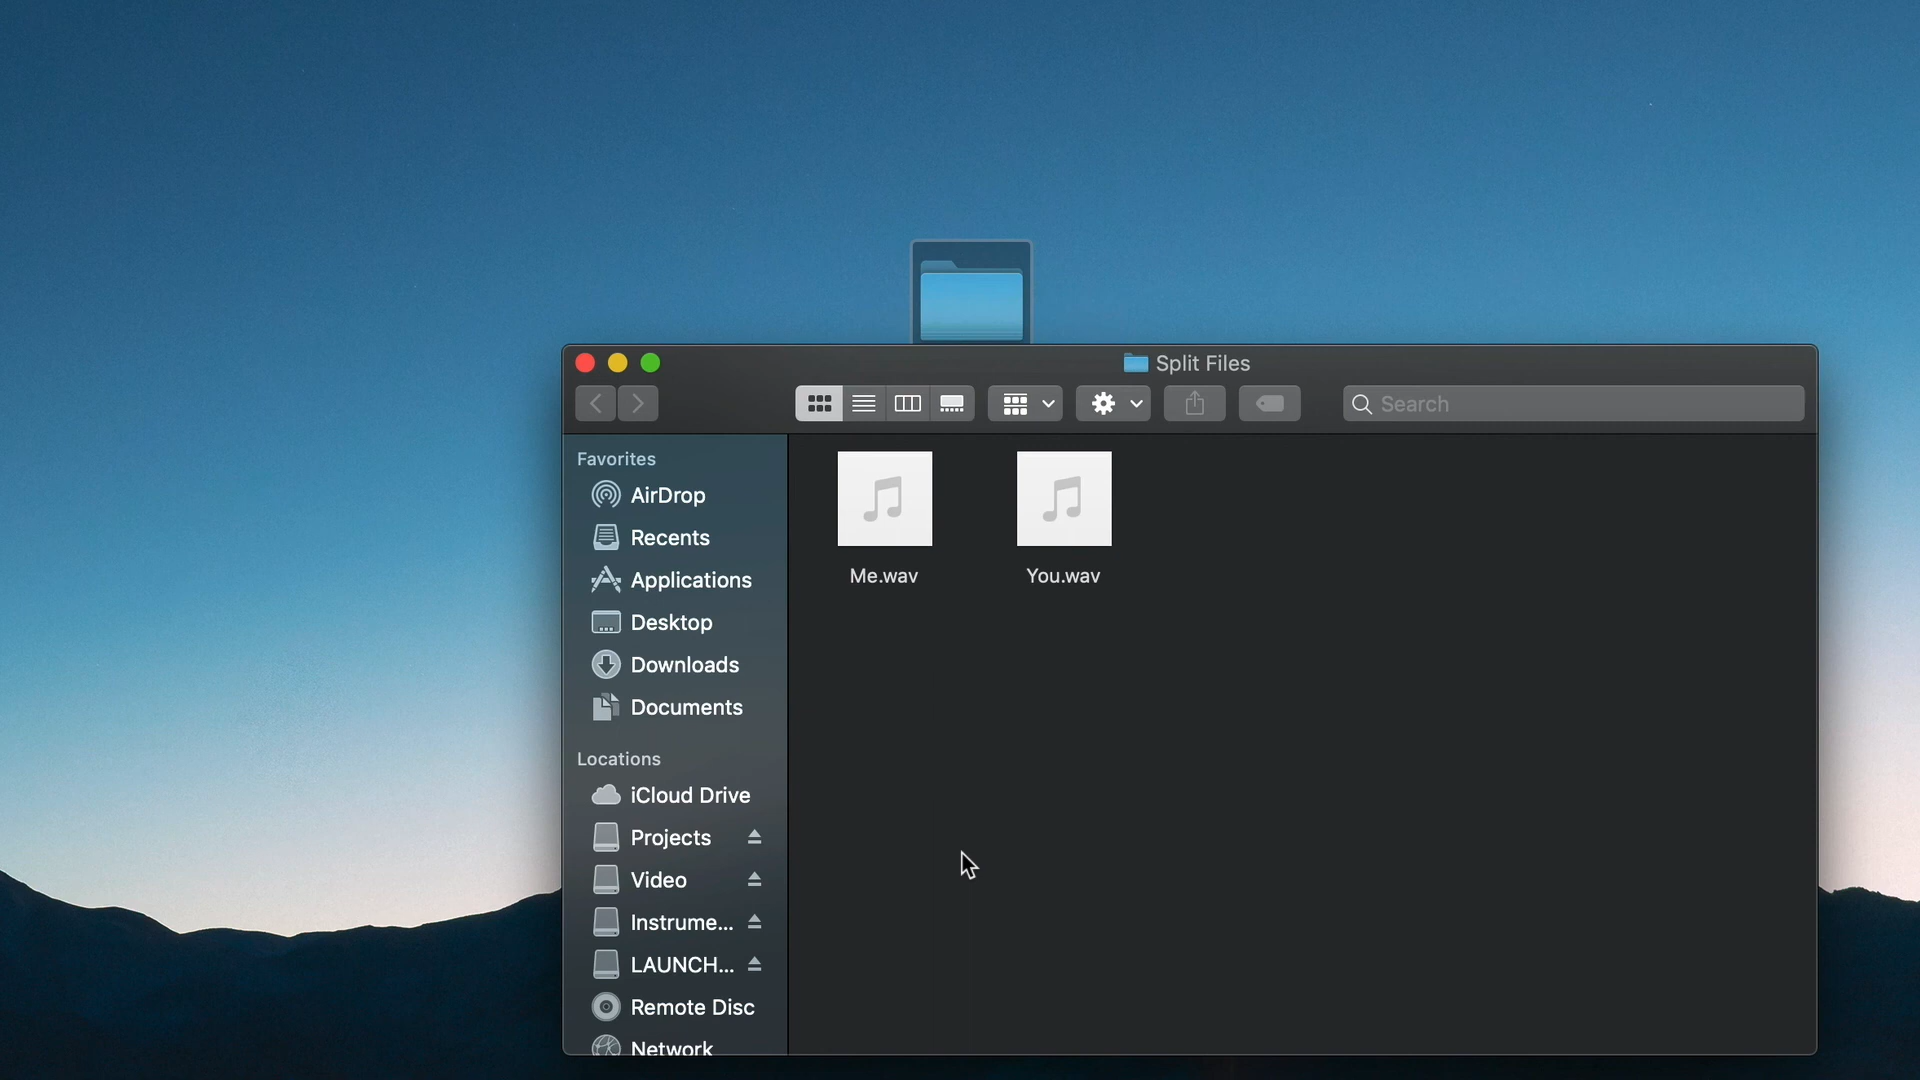 Split Files
Search
Favorites
AirDrop
Recents
Applications
Desktop
Downloads
Documents
Locations
iCloud Drive
Projects
Video
Instrume...
LAUNCH...
Remote Disc
Network
Me.wav
You.wav